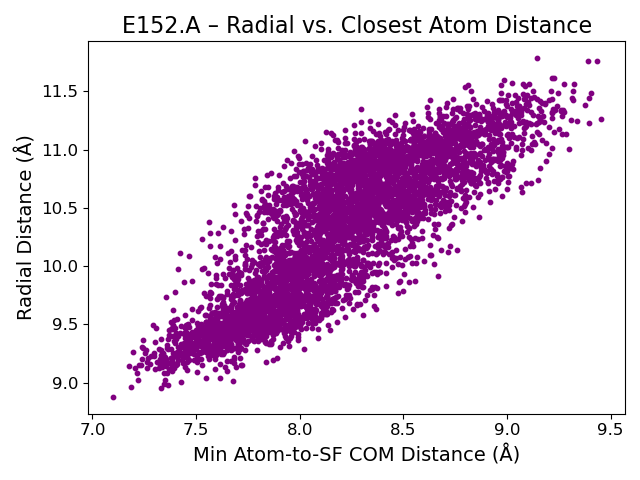 E152.A – Radial vs. Closest Atom Distance
Radial Distance (Å)
11.5
11.0
10.5
10.0
9.5
9.0
7.0 7.5 8.0 8.5 9.0 9.5
Min Atom-to-SF COM Distance (Å)